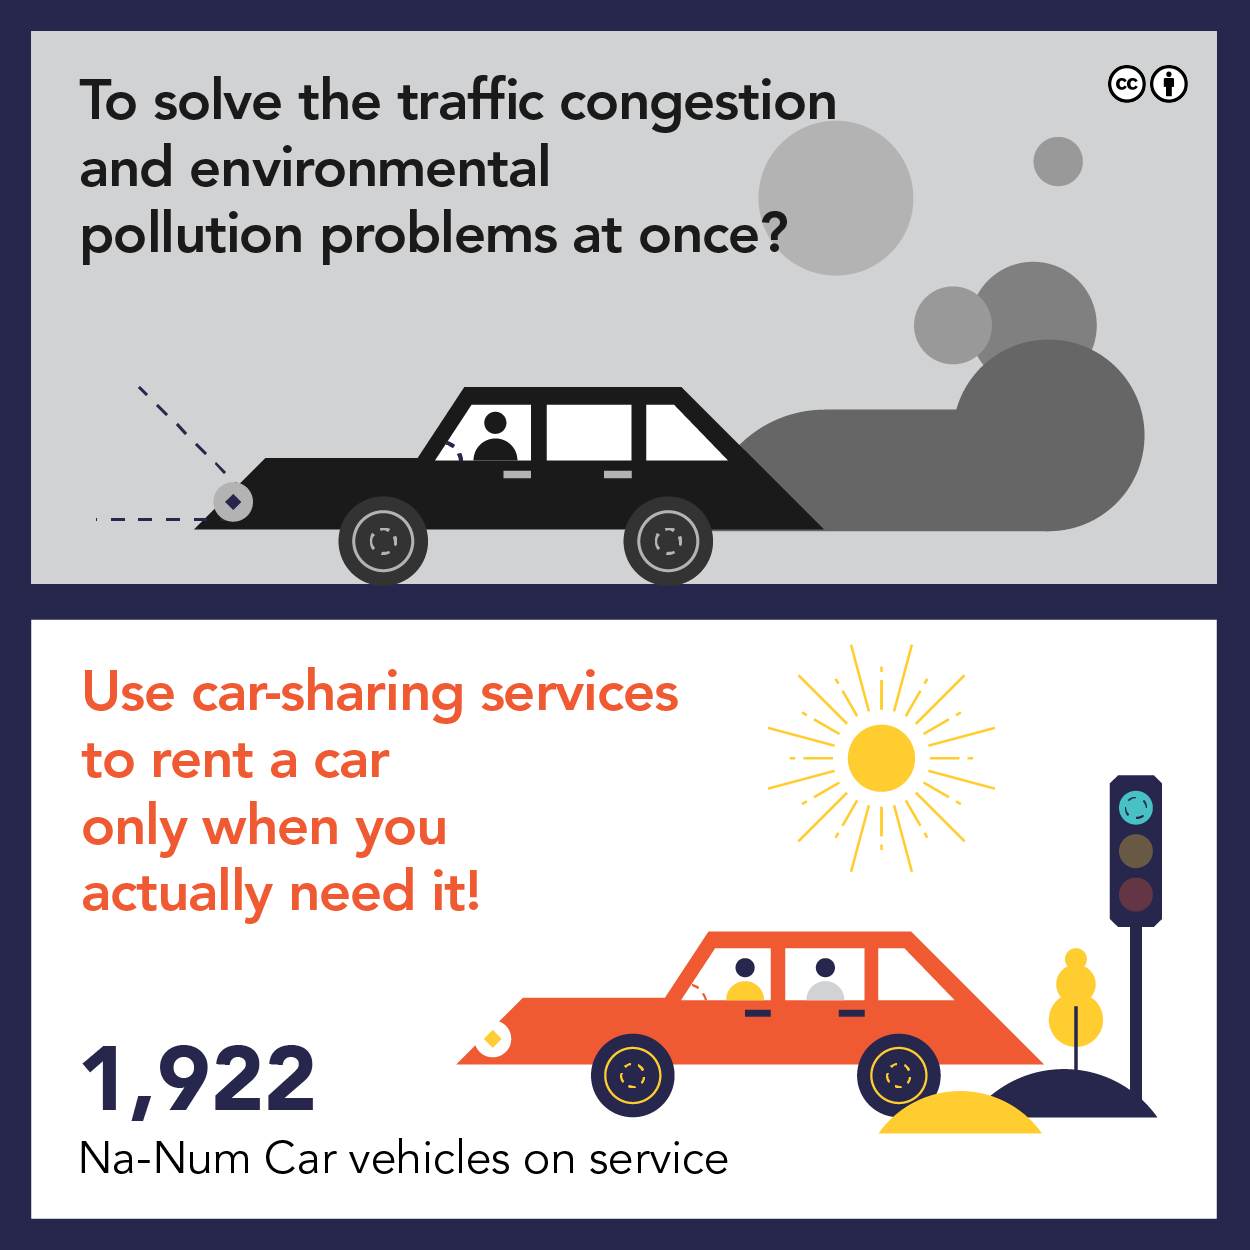 To solve the traffic congestion
and environmental
pollution problems at once?
cc
Use car-sharing services
to rent a car
only when you
actually need it!
1,922
Na-Num Car vehicles on service